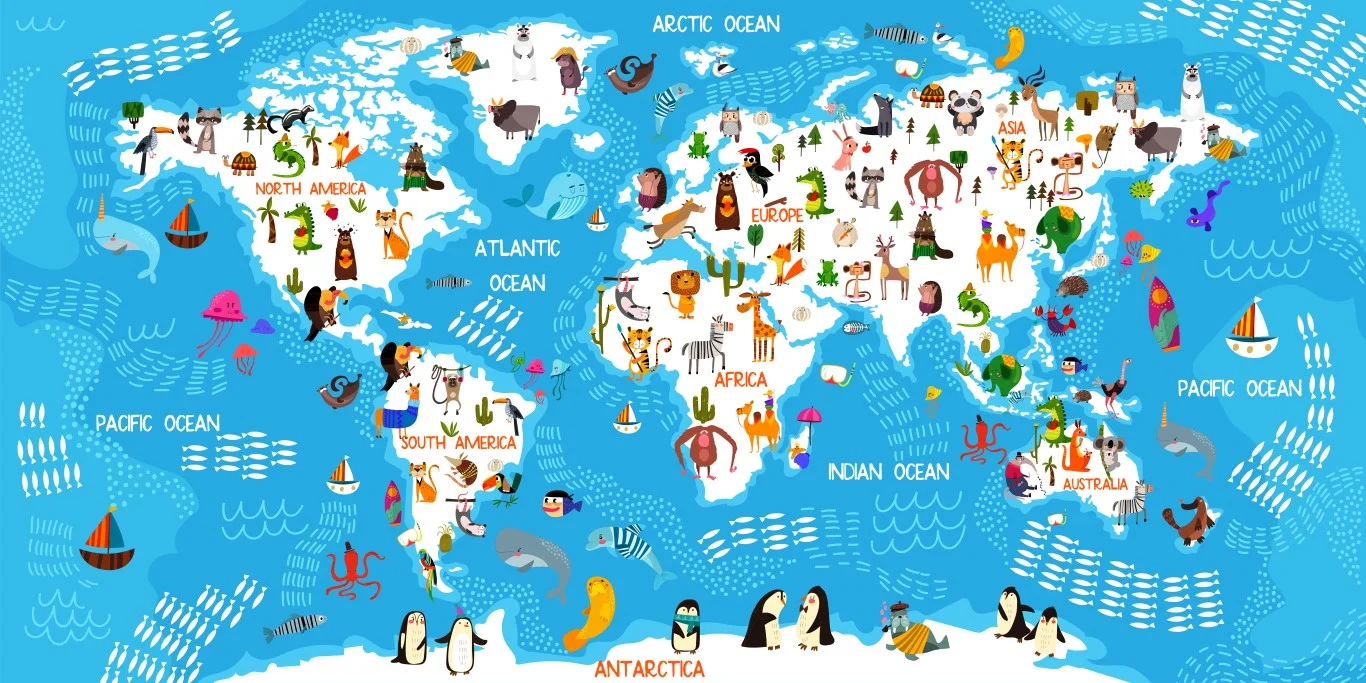 ARCTIC OCEAN
ASIA
NORTH AMERICA
EUROPE
ATLANTIC
OCEAN
AFRICA
PACIFIC OCEAN
PACIFIC OCEAN
SOUTH AMERICA
INDIAN OCEAN
AUSTRALIA
ANTARCTICA